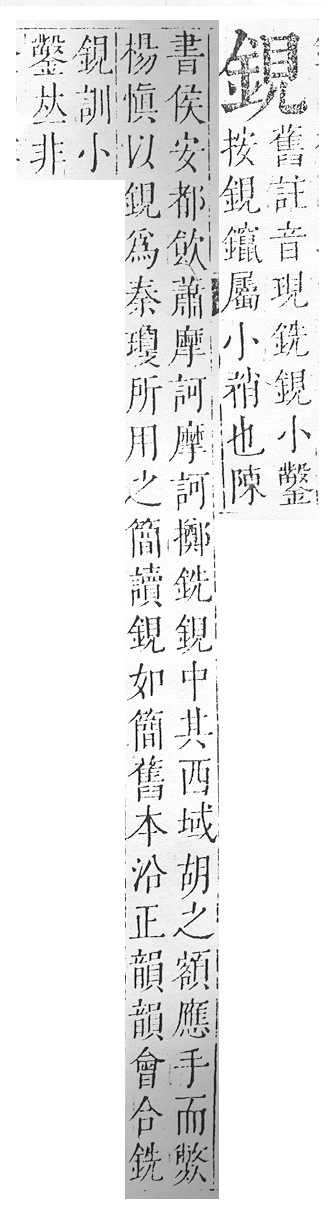 鋧
舊註音現銑鋧小鑿
按鋧鑹屬小矟也陳
書侯安都飲蕭摩訶摩訶擲銑鋧中其西域胡之額應手而斃
楊愼以鋧爲秦瓊所用之簡讀鋧如簡舊本沿正韻韻會合銑
鋧訓小
鑿𠀤非